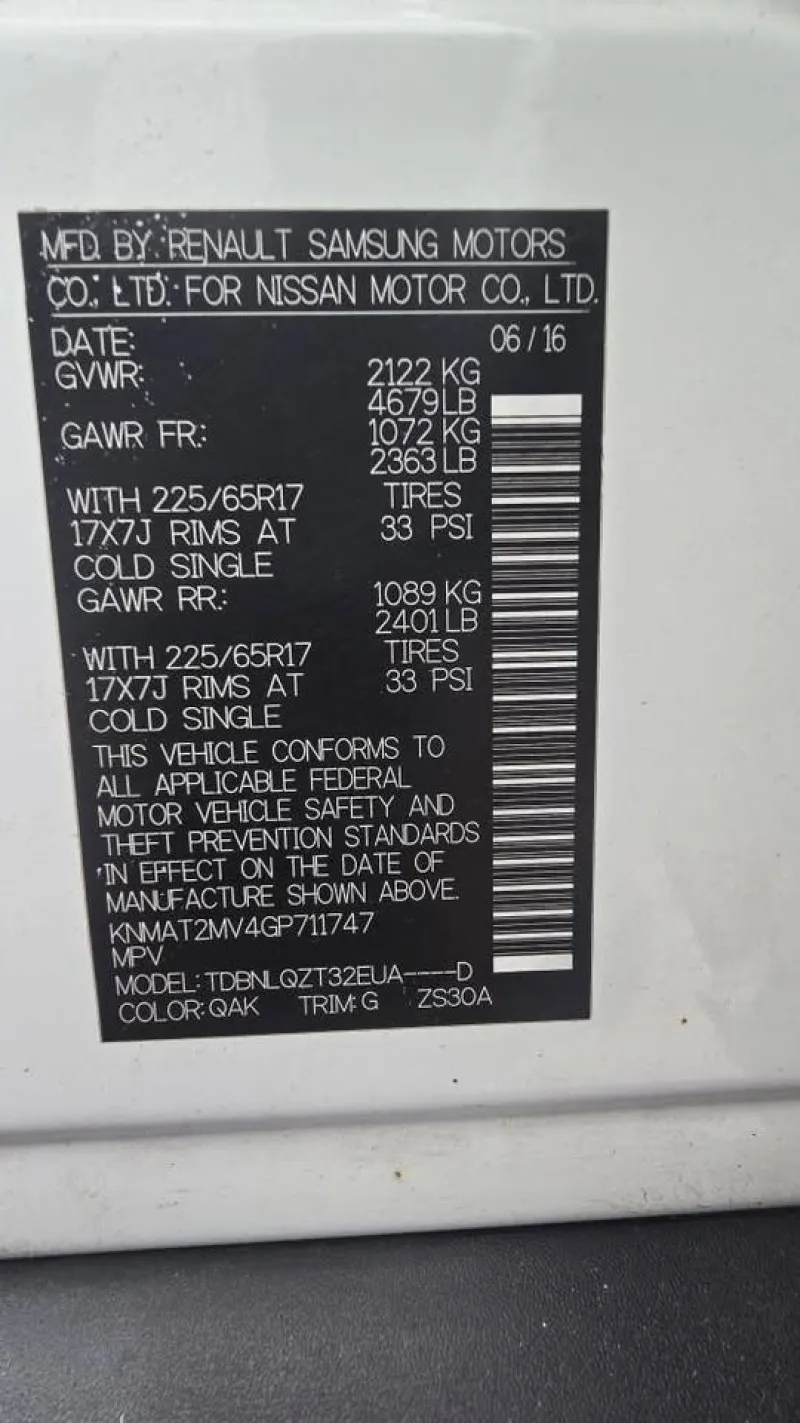 MFD. BY: RENAULT SAMSUNG MOTORS
CO., LTD. FOR NISSAN MOTOR CO., LTD.
DATE: 06 / 16
GVWR: 2122 KG
4679 LB
GAWR FR.: 1072 KG
2363 LB
WITH 225/65R17 TIRES
17X7J RIMS AT 33 PSI
COLD SINGLE
GAWR RR.: 1089 KG
2401 LB
WITH 225/65R17 TIRES
17X7J RIMS AT 33 PSI
COLD SINGLE
THIS VEHICLE CONFORMS TO
ALL APPLICABLE FEDERAL
MOTOR VEHICLE SAFETY AND
THEFT PREVENTION STANDARDS
IN EFFECT ON THE DATE OF
MANUFACTURE SHOWN ABOVE.
KNMAT2MV4GP711747
MPV
MODEL: TDBNLQZT32EUA----D
COLOR: QAK TRIM: G ZS30A